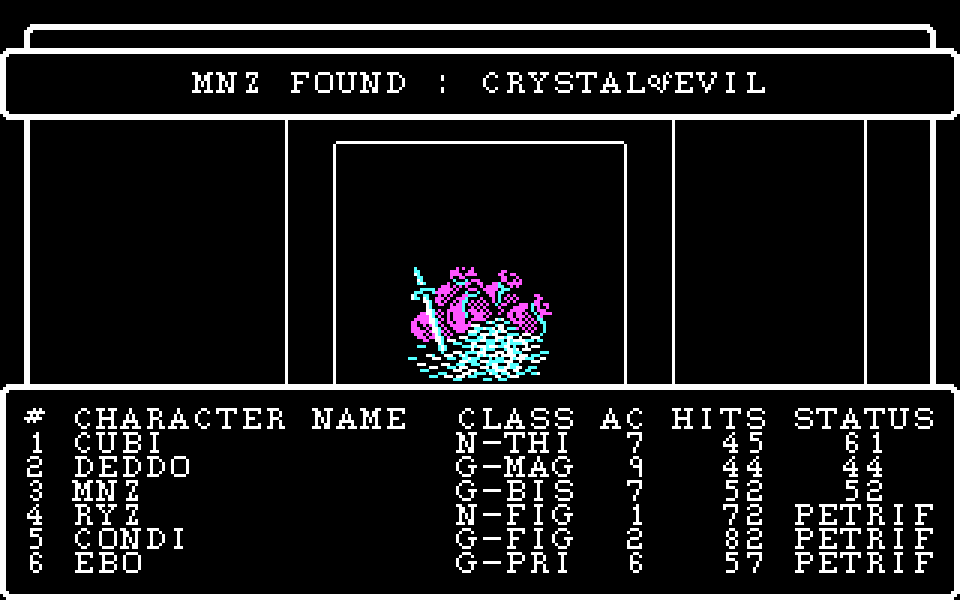 MNZ FOUND : CRYSTAL of EVIL
# CHARACTER NAME CLASS AC HITS STATUS
1 CUBI N-THI 7 45 61
2 DEDDO G-MAG 9 44 44
3 MNZ G-BIS 7 52 52
4 RYZ N-FIG 1 72 PETRIF
5 CONDI G-FIG 2 82 PETRIF
6 EBO G-PRI 6 57 PETRIF